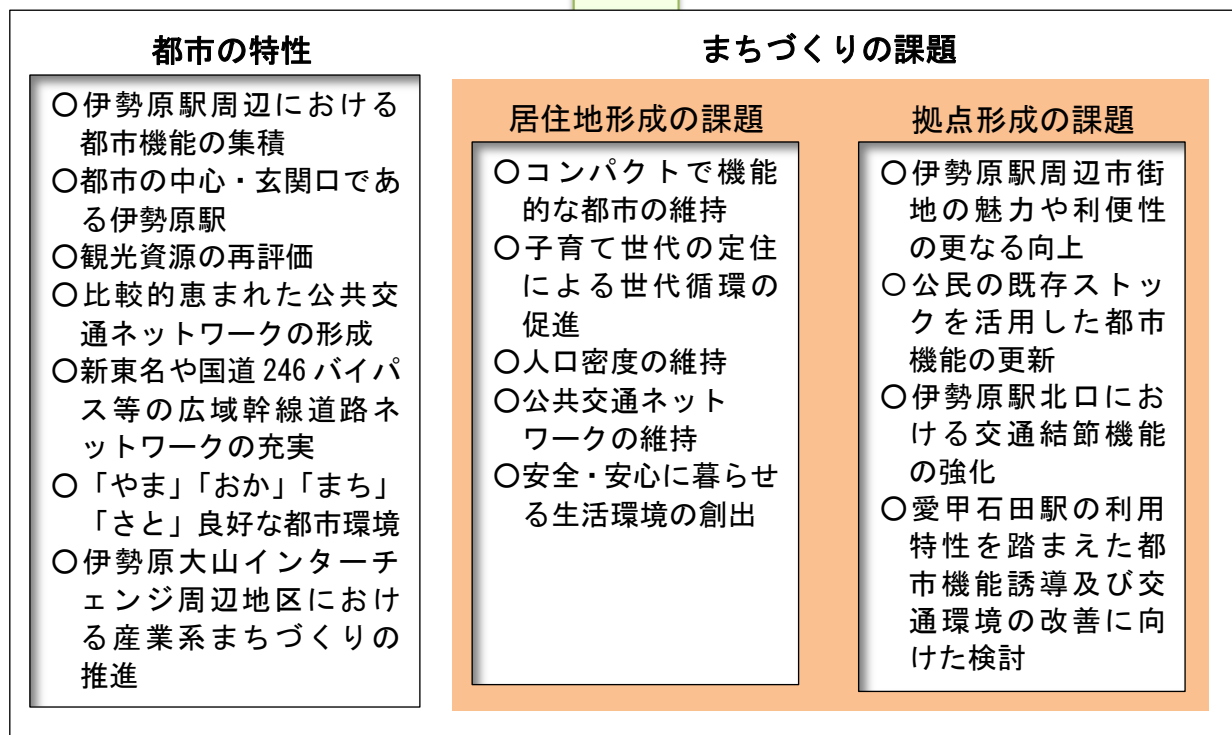 都市の特性
〇伊勢原駅周辺における
都市機能の集積
〇都市の中心・玄関口であ
る伊勢原駅
〇観光資源の再評価
〇比較的恵まれた公共交
通ネットワークの形成
〇新東名や国道 246 バイパ
ス等の広域幹線道路ネ
ットワークの充実
〇「やま」「おか」「まち」
「さと」良好な都市環境
〇伊勢原大山インターチ
ェンジ周辺地区におけ
る産業系まちづくりの
推進
まちづくりの課題
居住地形成の課題
〇コンパクトで機能
的な都市の維持
〇子育て世代の定住
による世代循環の
促進
〇人口密度の維持
〇公共交通ネット
ワークの維持
〇安全・安心に暮らせ
る生活環境の創出
拠点形成の課題
〇伊勢原駅周辺市街
地の魅力や利便性
の更なる向上
〇公民の既存ストッ
クを活用した都市
機能の更新
〇伊勢原駅北口にお
ける交通結節機能
の強化
〇愛甲石田駅の利用
特性を踏まえた都
市機能誘導及び交
通環境の改善に向
けた検討